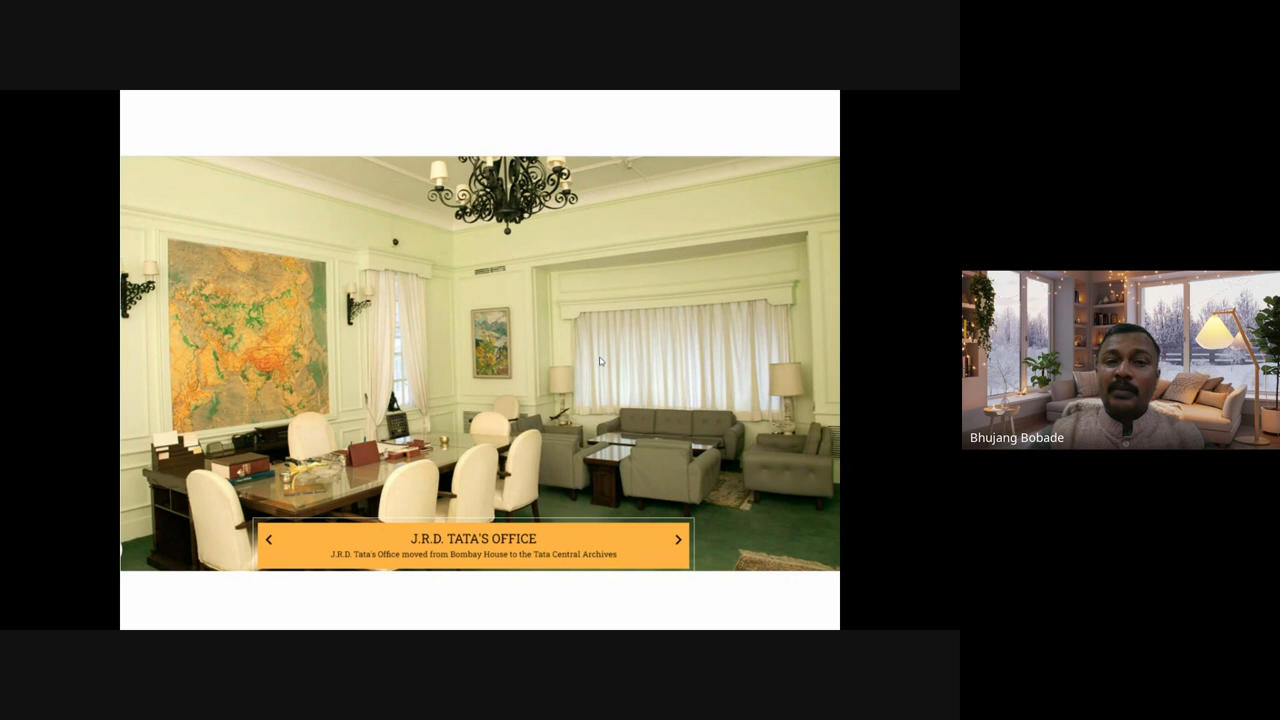 J.R.D. TATA'S OFFICE
J.R.D. Tata's Office moved from Bombay House to the Tata Central Archives
Bhujang Bobade